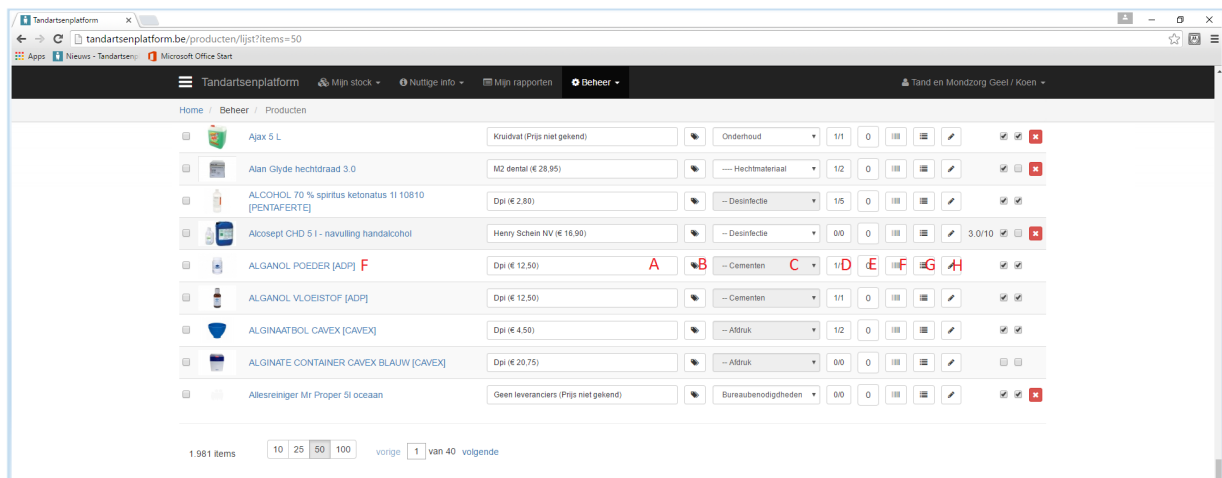 Tandartsenplatform
tandartsenplatform.be/producten/lijst?items=50
Apps Nieuws - Tandartsenp Microsoft Office Start
Tandartsenplatform Mijn stock Nuttige info Mijn rapporten Beheer Tand en Mondzorg Geel / Koen
Home / Beheer / Producten
Ajax 5 L Kruidvat (Prijs niet gekend) Onderhoud 1/1 0
Alan Glyde hechtdraad 3.0 M2 dental (€ 28,95) ---- Hechtmateriaal 1/2 0
ALCOHOL 70 % spiritus ketonatus 1l 10810
[PENTAFERTE] Dpi (€ 2,80) -- Desinfectie 1/5 0
Alcosept CHD 5 l - navulling handalcohol Henry Schein NV (€ 16,90) -- Desinfectie 0/0 0 3.0/10
ALGANOL POEDER [ADP] F Dpi (€ 12,50) A B -- Cementen C 1/1 D 0 E F G H
ALGANOL VLOEISTOF [ADP] Dpi (€ 12,50) -- Cementen 1/1 0
ALGINAATBOL CAVEX [CAVEX] Dpi (€ 4,50) -- Afdruk 1/2 0
ALGINATE CONTAINER CAVEX BLAUW [CAVEX] Dpi (€ 20,75) -- Afdruk 0/0 0
Allesreiniger Mr Proper 5l oceaan Geen leveranciers (Prijs niet gekend) Bureaubenodigdheden 0/0 0
1.981 items 10 25 50 100 vorige 1 van 40 volgende